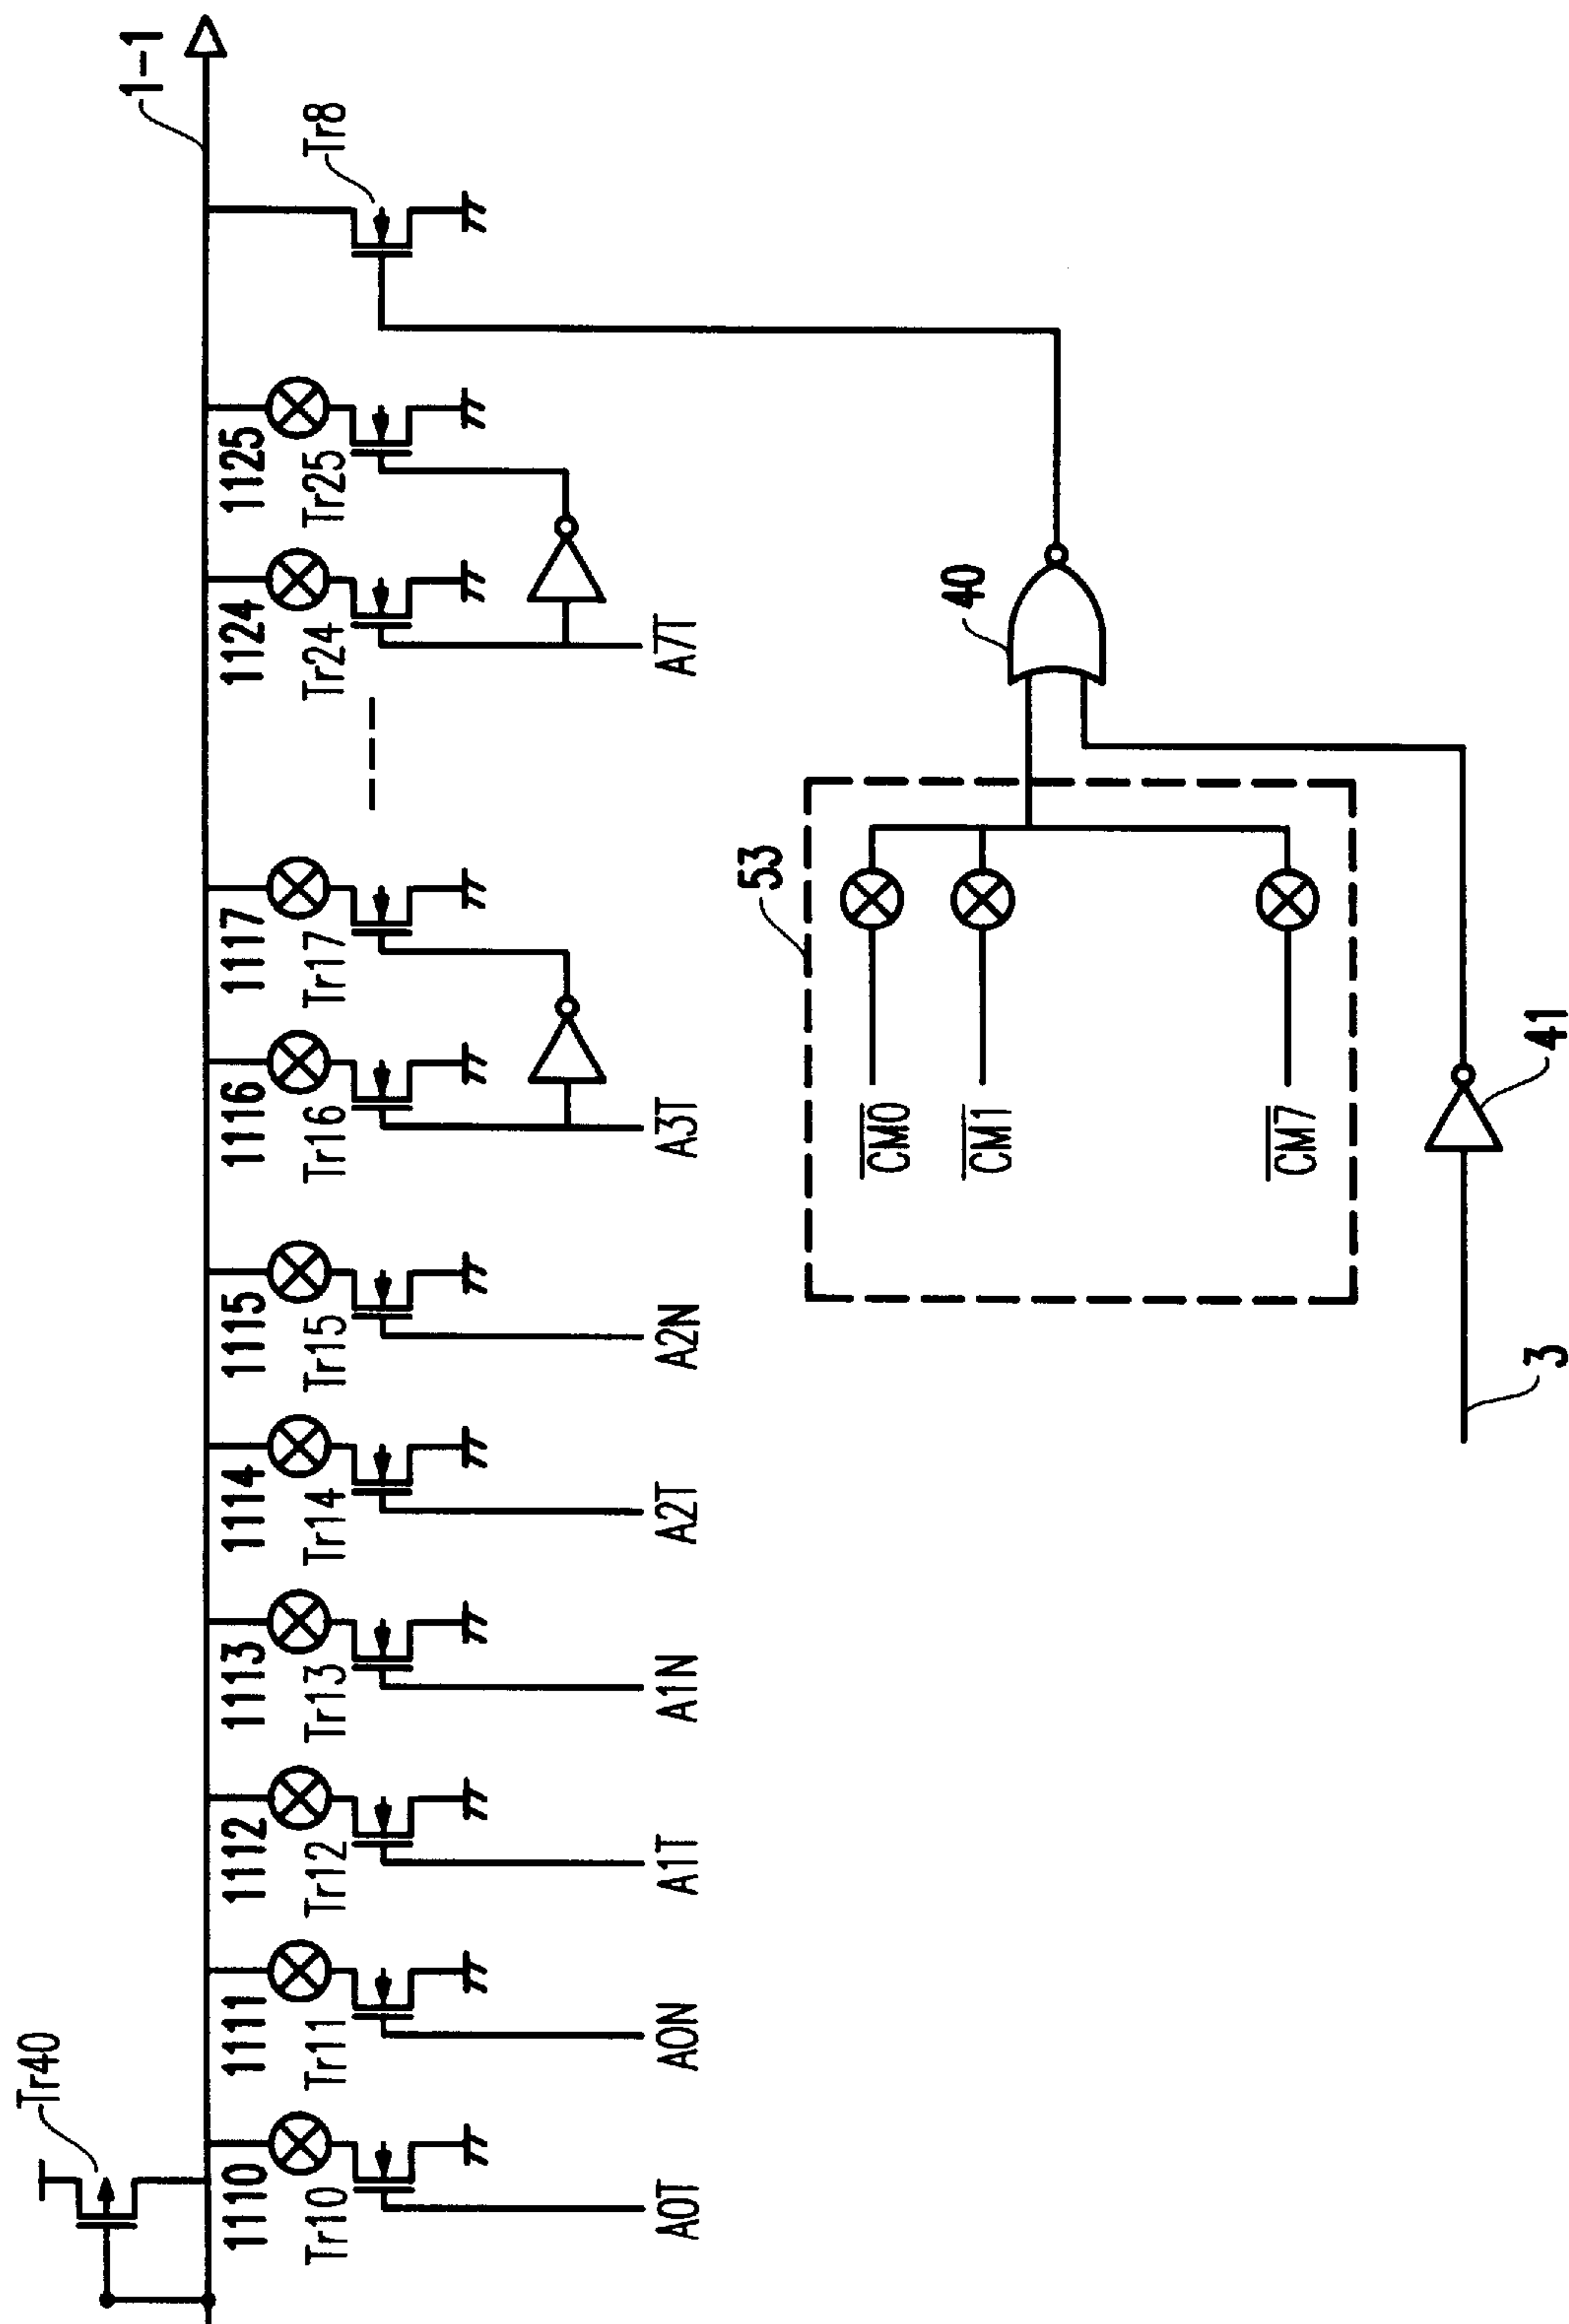 Tr40
1-1
1110
1111
1112
1113
1114
1115
1116
1117
1124
1125
Tr10
Tr11
Tr12
Tr13
Tr14
Tr15
Tr16
Tr17
Tr24
Tr25
Tr8
A0T
A0N
A1T
A1N
A2T
A2N
A3T
A7T
53
CM0
CM1
CM7
40
41
3